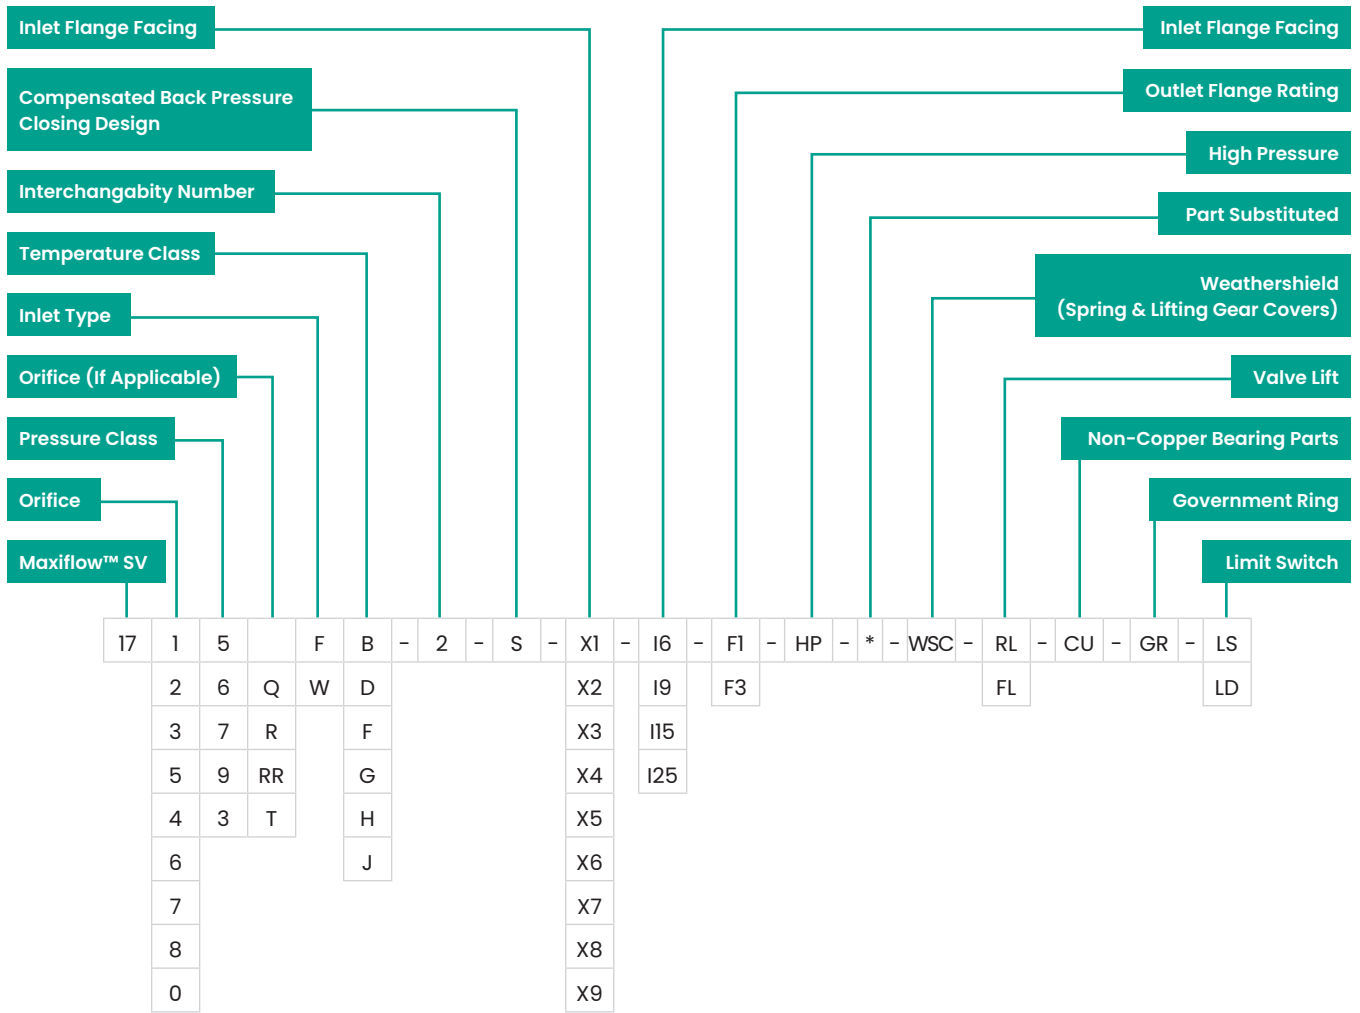 Inlet Flange Facing
Compensated Back Pressure
Closing Design
Interchangabity Number
Temperature Class
Inlet Type
Orifice (If Applicable)
Pressure Class
Orifice
Maxiflow™ SV
Inlet Flange Facing
Outlet Flange Rating
High Pressure
Part Substituted
Weathershield
(Spring & Lifting Gear Covers)
Valve Lift
Non-Copper Bearing Parts
Government Ring
Limit Switch
17 1 5 F B - 2 - S - X1 - I6 - F1 - HP - * - WSC - RL - CU - GR - LS
2 6 Q W D X2 I9 F3 FL LD
3 7 R F X3 I15
5 9 RR G X4 I25
4 3 T H X5
6 J X6
7 X7
8 X8
0 X9